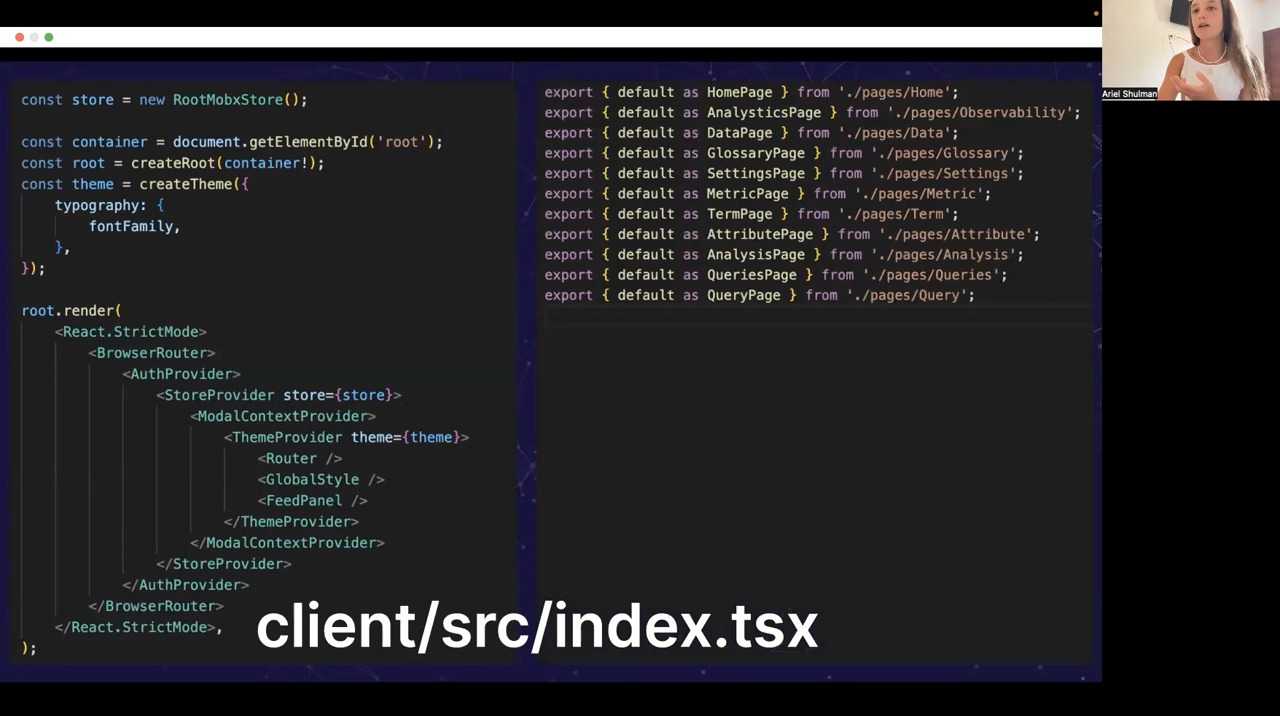 Ariel Shulman
const store = new RootMobxStore();
const container = document.getElementById('root');
const root = createRoot(container!);
const theme = createTheme({
typography: {
fontFamily,
},
});
root.render(
<React.StrictMode>
<BrowserRouter>
<AuthProvider>
<StoreProvider store={store}>
<ModalContextProvider>
<ThemeProvider theme={theme}>
<Router />
<GlobalStyle />
<FeedPanel />
</ThemeProvider>
</ModalContextProvider>
</StoreProvider>
</AuthProvider>
</BrowserRouter>
</React.StrictMode>,
);
export { default as HomePage } from './pages/Home';
export { default as AnalysticsPage } from './pages/Observability';
export { default as DataPage } from './pages/Data';
export { default as GlossaryPage } from './pages/Glossary';
export { default as SettingsPage } from './pages/Settings';
export { default as MetricPage } from './pages/Metric';
export { default as TermPage } from './pages/Term';
export { default as AttributePage } from './pages/Attribute';
export { default as AnalysisPage } from './pages/Analysis';
export { default as QueriesPage } from './pages/Queries';
export { default as QueryPage } from './pages/Query';
client/src/index.tsx